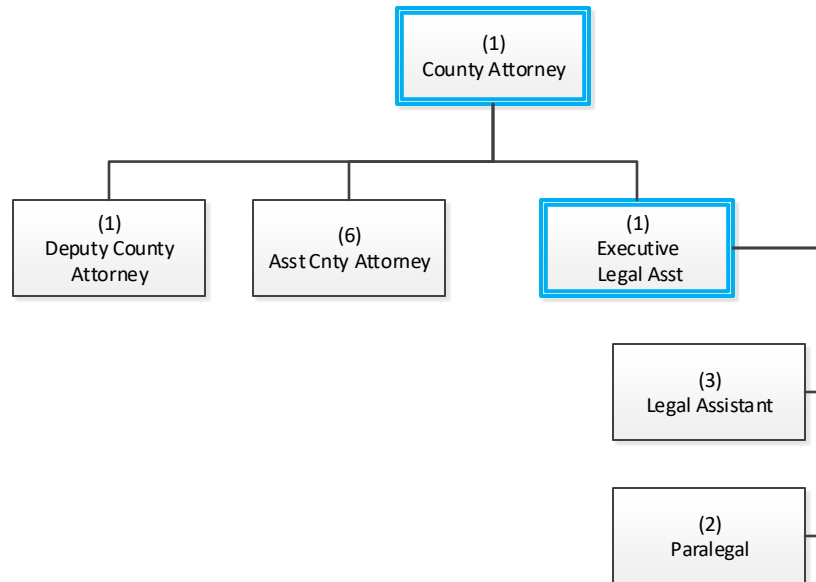 (1)
County Attorney
(1)
Deputy County
Attorney
(6)
Asst Cnty Attorney
(1)
Executive
Legal Asst
(3)
Legal Assistant
(2)
Paralegal